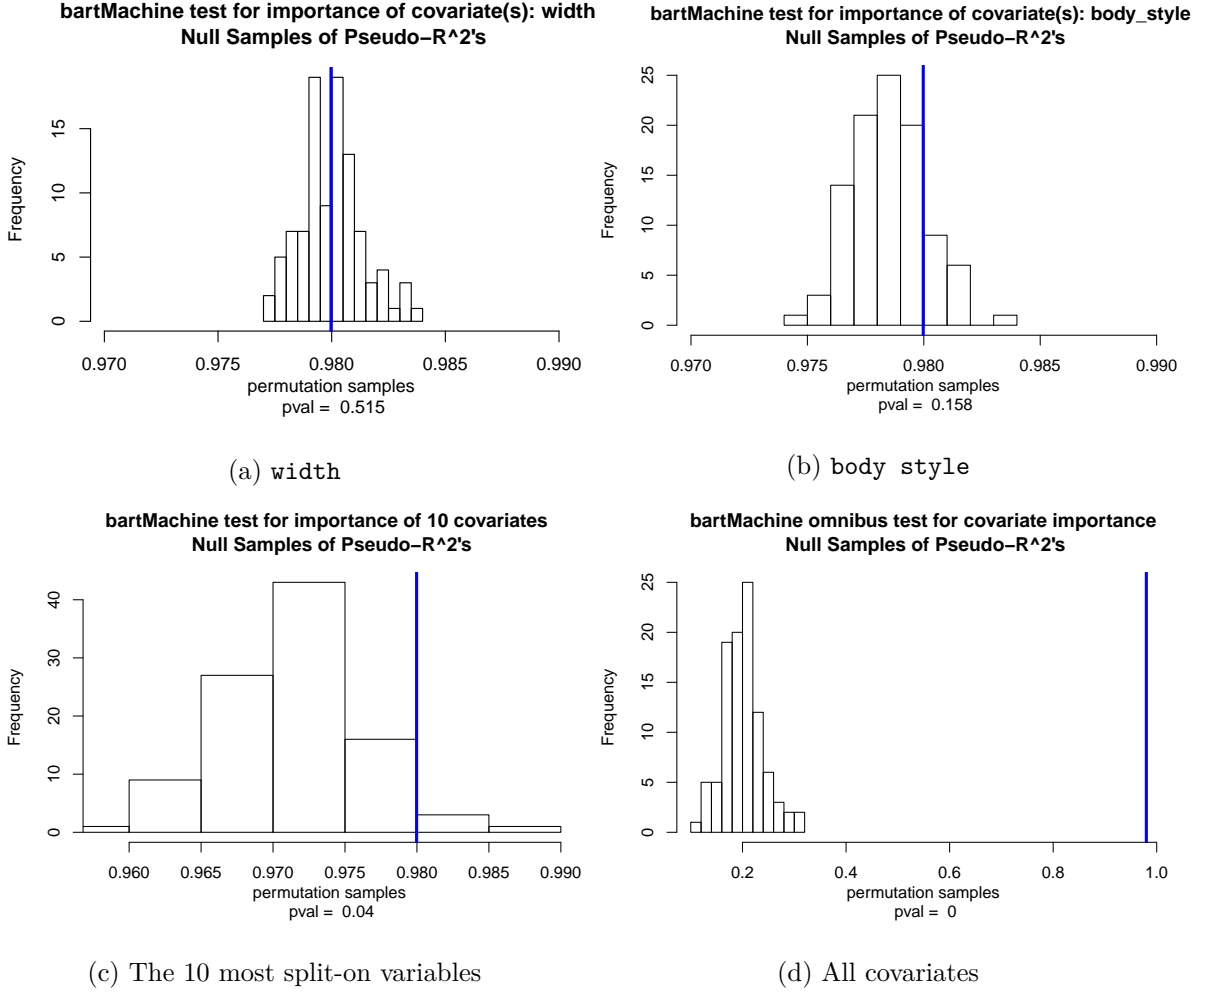 bartMachine test for importance of covariate(s): width
Null Samples of Pseudo−R^2's
Frequency
15
10
5
0
0.970 0.975 0.980 0.985 0.990
permutation samples
pval = 0.515
(a) width
bartMachine test for importance of covariate(s): body_style
Null Samples of Pseudo−R^2's
Frequency
25
20
15
10
5
0
0.970 0.975 0.980 0.985 0.990
permutation samples
pval = 0.158
(b) body style
bartMachine test for importance of 10 covariates
Null Samples of Pseudo−R^2's
Frequency
40
30
20
10
0
0.960 0.965 0.970 0.975 0.980 0.985 0.990
permutation samples
pval = 0.04
(c) The 10 most split-on variables
bartMachine omnibus test for covariate importance
Null Samples of Pseudo−R^2's
Frequency
25
20
15
10
5
0
0.2 0.4 0.6 0.8 1.0
permutation samples
pval = 0
(d) All covariates